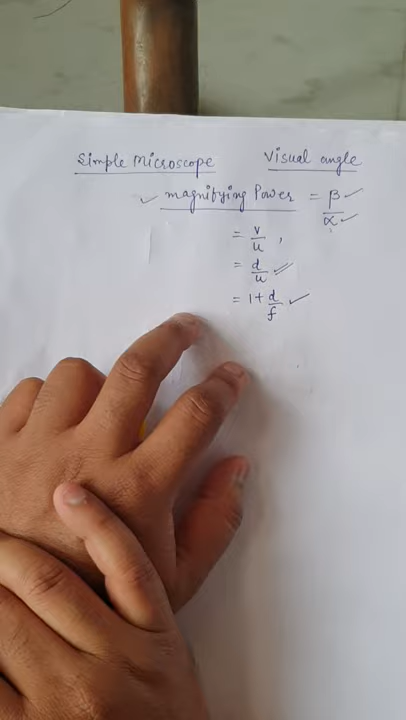 Simple Microscope Visual angle
✓ magnifying Power = β/α ✓ ✓
= v/u ,
= d/u ✓
= 1 + d/f ✓